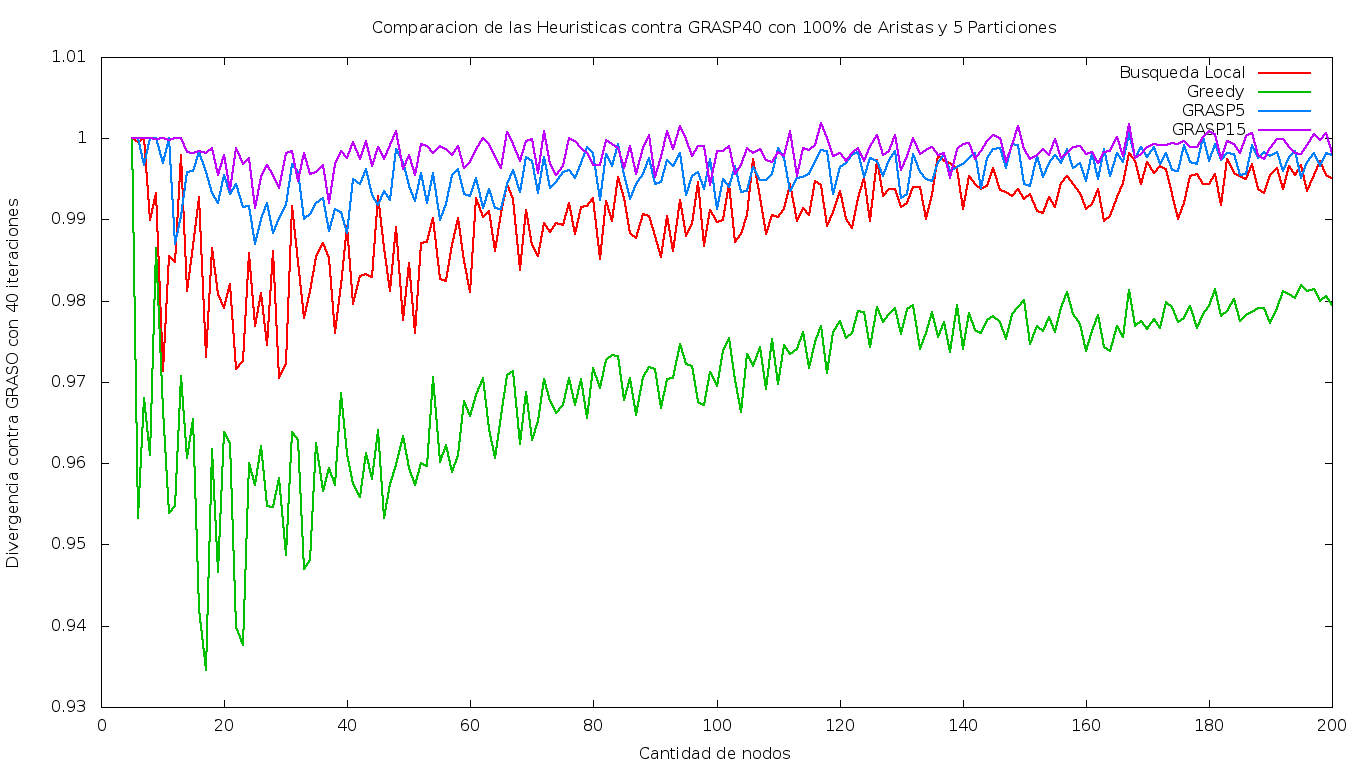 Comparacion de las Heuristicas contra GRASP40 con 100% de Aristas y 5 Particiones
Divergencia contra GRASO con 40 iteraciones
1.01
1
0.99
0.98
0.97
0.96
0.95
0.94
0.93
Busqueda Local
Greedy
GRASP5
GRASP15
0 20 40 60 80 100 120 140 160 180 200
Cantidad de nodos